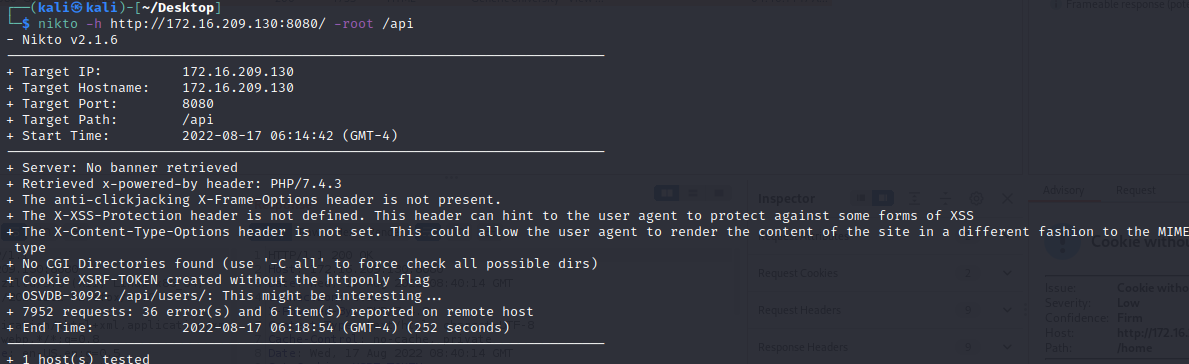 (kali㉿kali)-[~/Desktop]
$ nikto -h http://172.16.209.130:8080/ -root /api
- Nikto v2.1.6
+ Target IP: 172.16.209.130
+ Target Hostname: 172.16.209.130
+ Target Port: 8080
+ Target Path: /api
+ Start Time: 2022-08-17 06:14:42 (GMT-4)
+ Server: No banner retrieved
+ Retrieved x-powered-by header: PHP/7.4.3
+ The anti-clickjacking X-Frame-Options header is not present.
+ The X-XSS-Protection header is not defined. This header can hint to the user agent to protect against some forms of XSS
+ The X-Content-Type-Options header is not set. This could allow the user agent to render the content of the site in a different fashion to the MIME
type
+ No CGI Directories found (use '-C all' to force check all possible dirs)
+ Cookie XSRF-TOKEN created without the httponly flag
+ OSVDB-3092: /api/users/: This might be interesting...
+ 7952 requests: 36 error(s) and 6 item(s) reported on remote host
+ End Time: 2022-08-17 06:18:54 (GMT-4) (252 seconds)
+ 1 host(s) tested
Frameable response (pot
Inspector
Advisory Request
Cookie witho
Request Cookies 2
Request Headers
Response Headers
Issue: Cookie witho
Severity: Low
Confidence: Firm
Host: http://172.16
Path: /home